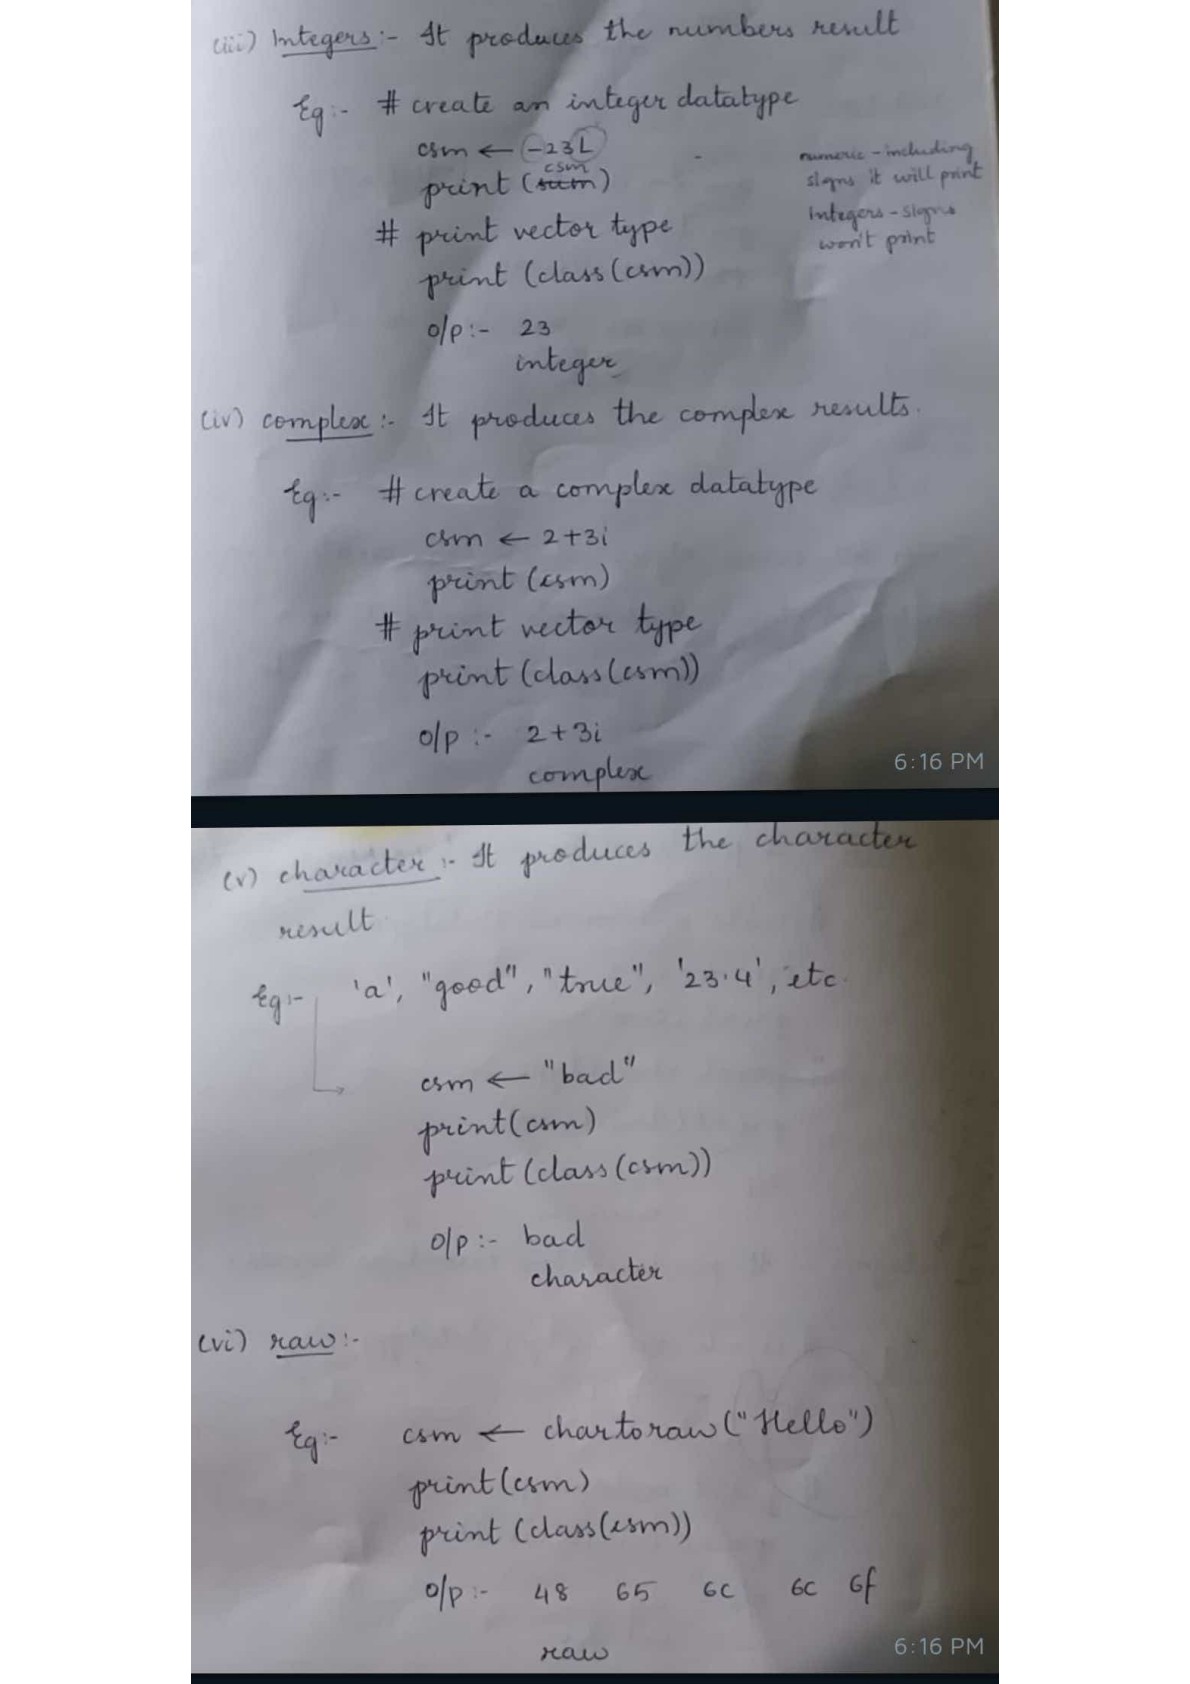 (iii) Integers :- It produces the numbers result
Eg :- # create an integer datatype
csm ← -23L
csm
print (                )
numeric - including
signs it will print
Integers - signs
won't print
# print vector type
print (class (csm))
o/p :- 23
integer
(iv) complex :- It produces the complex results.
Eg :- # create a complex datatype
csm ← 2+3i
print (csm)
# print vector type
print (class (csm))
o/p :- 2+3i
complex
6:16 PM
(v) character :- It produces the character
result
Eg :- 'a', "good", "true", '23.4', etc.
csm ← "bad"
print(csm)
print (class (csm))
o/p :- bad
character
(vi) raw :-
Eg :- csm ← chartoraw ("Hello")
print (csm)
print (class(csm))
o/p :- 48 65 6c 6c 6f
raw
6:16 PM